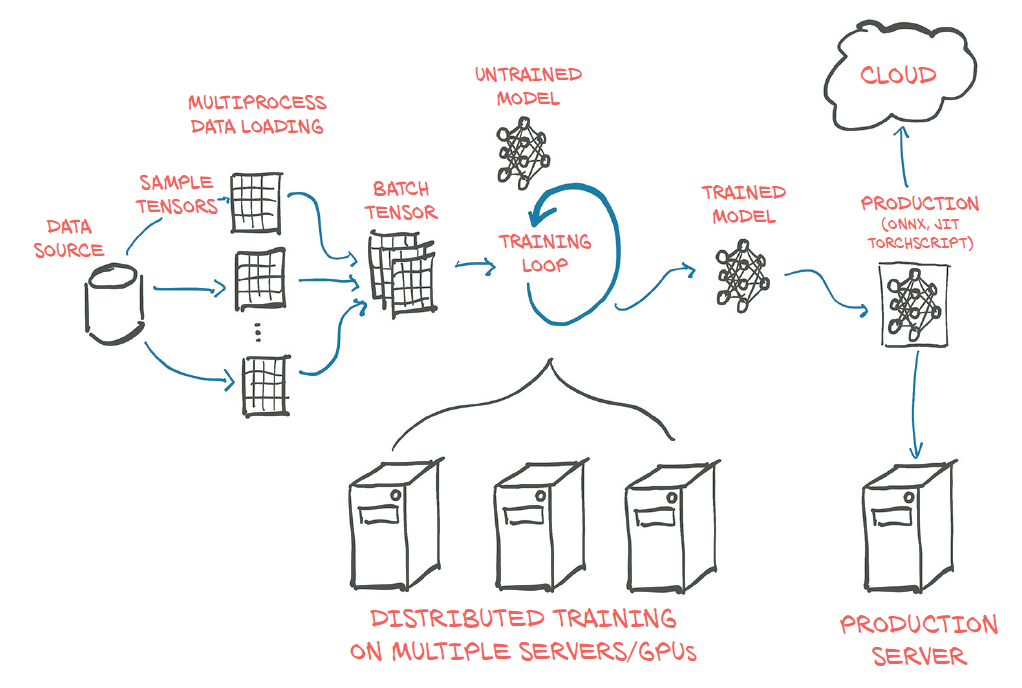 CLOUD
UNTRAINED
MODEL
MULTIPROCESS
DATA LOADING
SAMPLE
TENSORS
BATCH
TENSOR
TRAINED
MODEL
PRODUCTION
(ONNX, JIT
TORCHSCRIPT)
DATA
SOURCE
TRAINING
LOOP
DISTRIBUTED TRAINING
ON MULTIPLE SERVERS/GPUs
PRODUCTION
SERVER